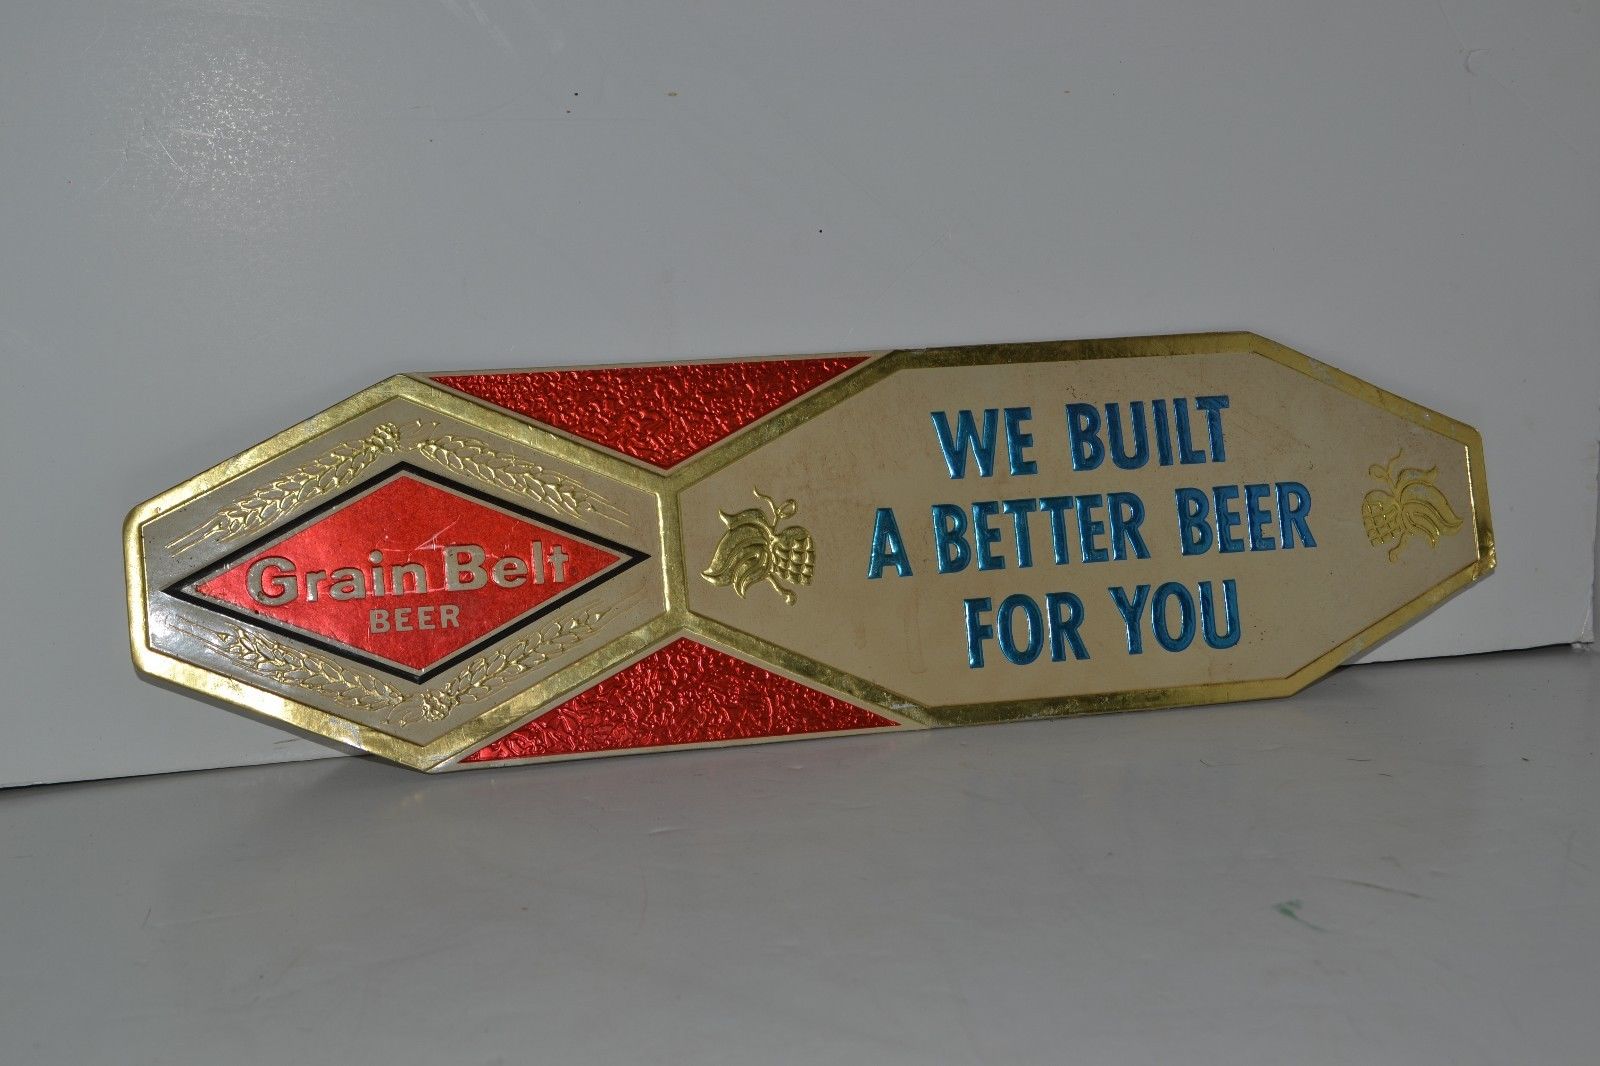 Grain Belt
BEER
WE BUILT
A BETTER BEER
FOR YOU